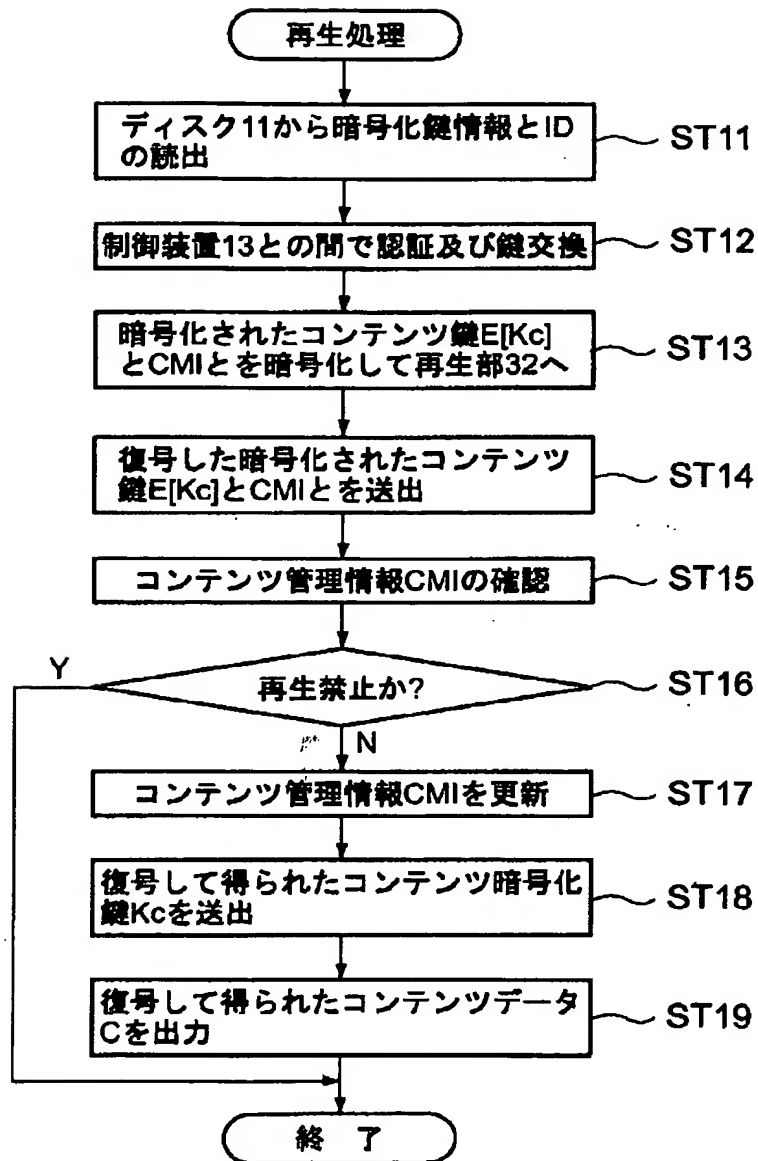 再生処理
ディスク11から暗号化鍵情報とID
の読出
ST11
制御装置13との間で認証及び鍵交換
ST12
暗号化されたコンテンツ鍵E[Kc]
とCMIとを暗号化して再生部32へ
ST13
復号した暗号化されたコンテンツ
鍵E[Kc]とCMIとを送出
ST14
コンテンツ管理情報CMIの確認
ST15
再生禁止か?
ST16
Y
N
コンテンツ管理情報CMIを更新
ST17
復号して得られたコンテンツ暗号化
鍵Kcを送出
ST18
復号して得られたコンテンツデータ
Cを出力
ST19
終 了